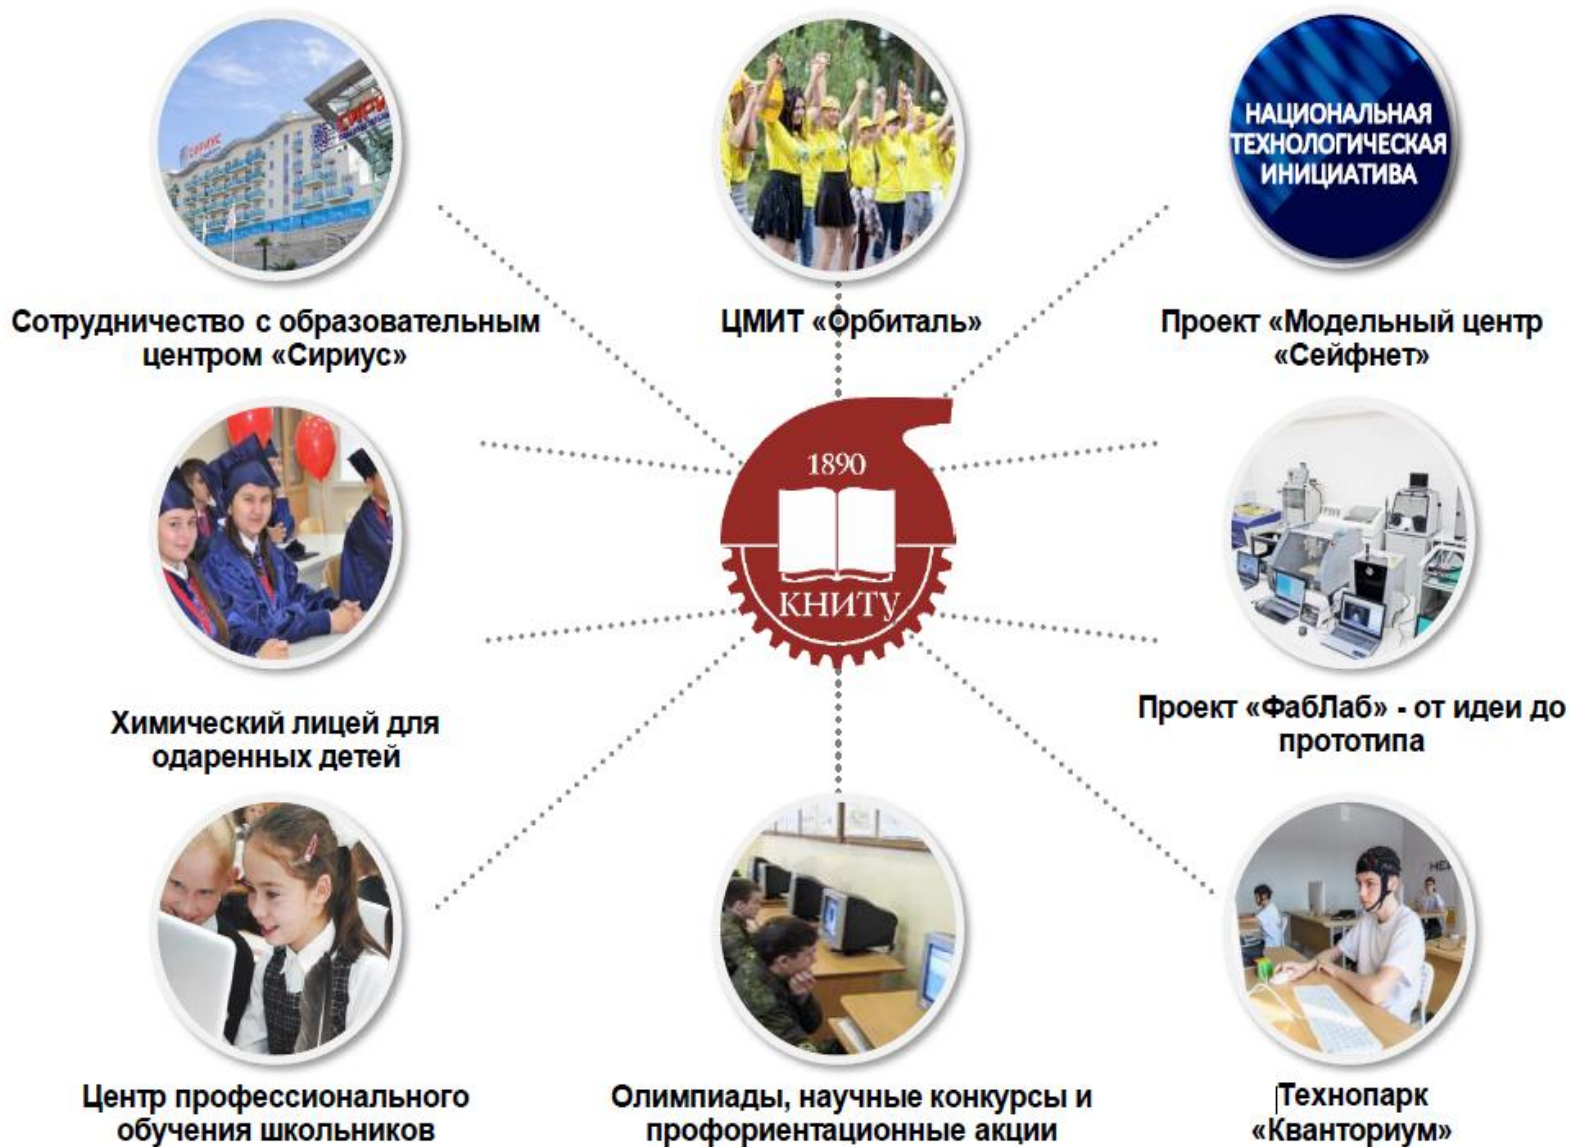 СИРИУС
НАЦИОНАЛЬНАЯ
ТЕХНОЛОГИЧЕСКАЯ
ИНИЦИАТИВА
Сотрудничество с образовательным
центром «Сириус»
ЦМИТ «Орбиталь»
Проект «Модельный центр
«Сейфнет»
1890
КНИТУ
Химический лицей для
одаренных детей
Проект «ФабЛаб» - от идеи до
прототипа
Центр профессионального
обучения школьников
Олимпиады, научные конкурсы и
профориентационные акции
Технопарк
«Кванториум»